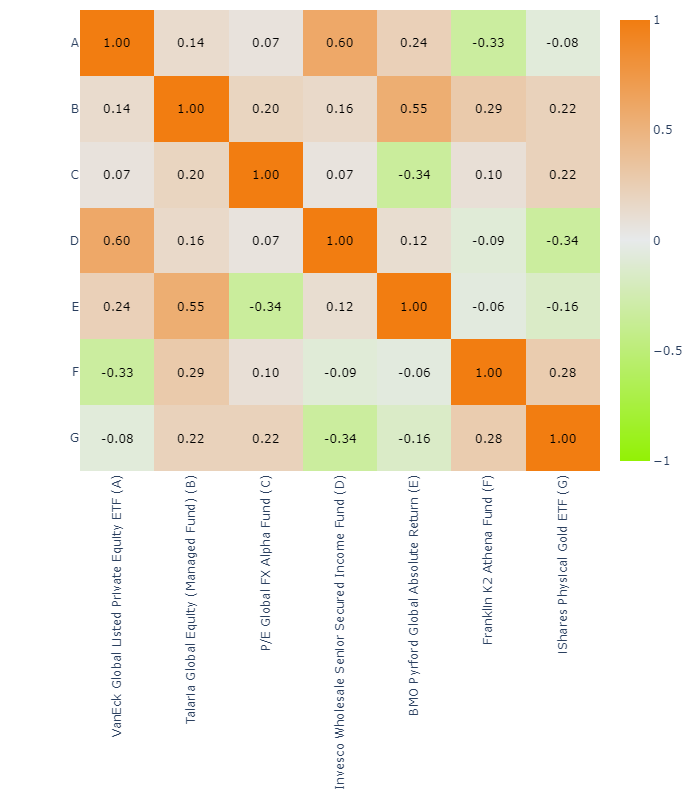 A 1.00 0.14 0.07 0.60 0.24 -0.33 -0.08
B 0.14 1.00 0.20 0.16 0.55 0.29 0.22
C 0.07 0.20 1.00 0.07 -0.34 0.10 0.22
D 0.60 0.16 0.07 1.00 0.12 -0.09 -0.34
E 0.24 0.55 -0.34 0.12 1.00 -0.06 -0.16
F -0.33 0.29 0.10 -0.09 -0.06 1.00 0.28
G -0.08 0.22 0.22 -0.34 -0.16 0.28 1.00
VanEck Global Listed Private Equity ETF (A)
Talaria Global Equity (Managed Fund) (B)
P/E Global FX Alpha Fund (C)
Invesco Wholesale Senior Secured Income Fund (D)
BMO Pyrford Global Absolute Return (E)
Franklin K2 Athena Fund (F)
iShares Physical Gold ETF (G)
1
0.5
0
−0.5
−1